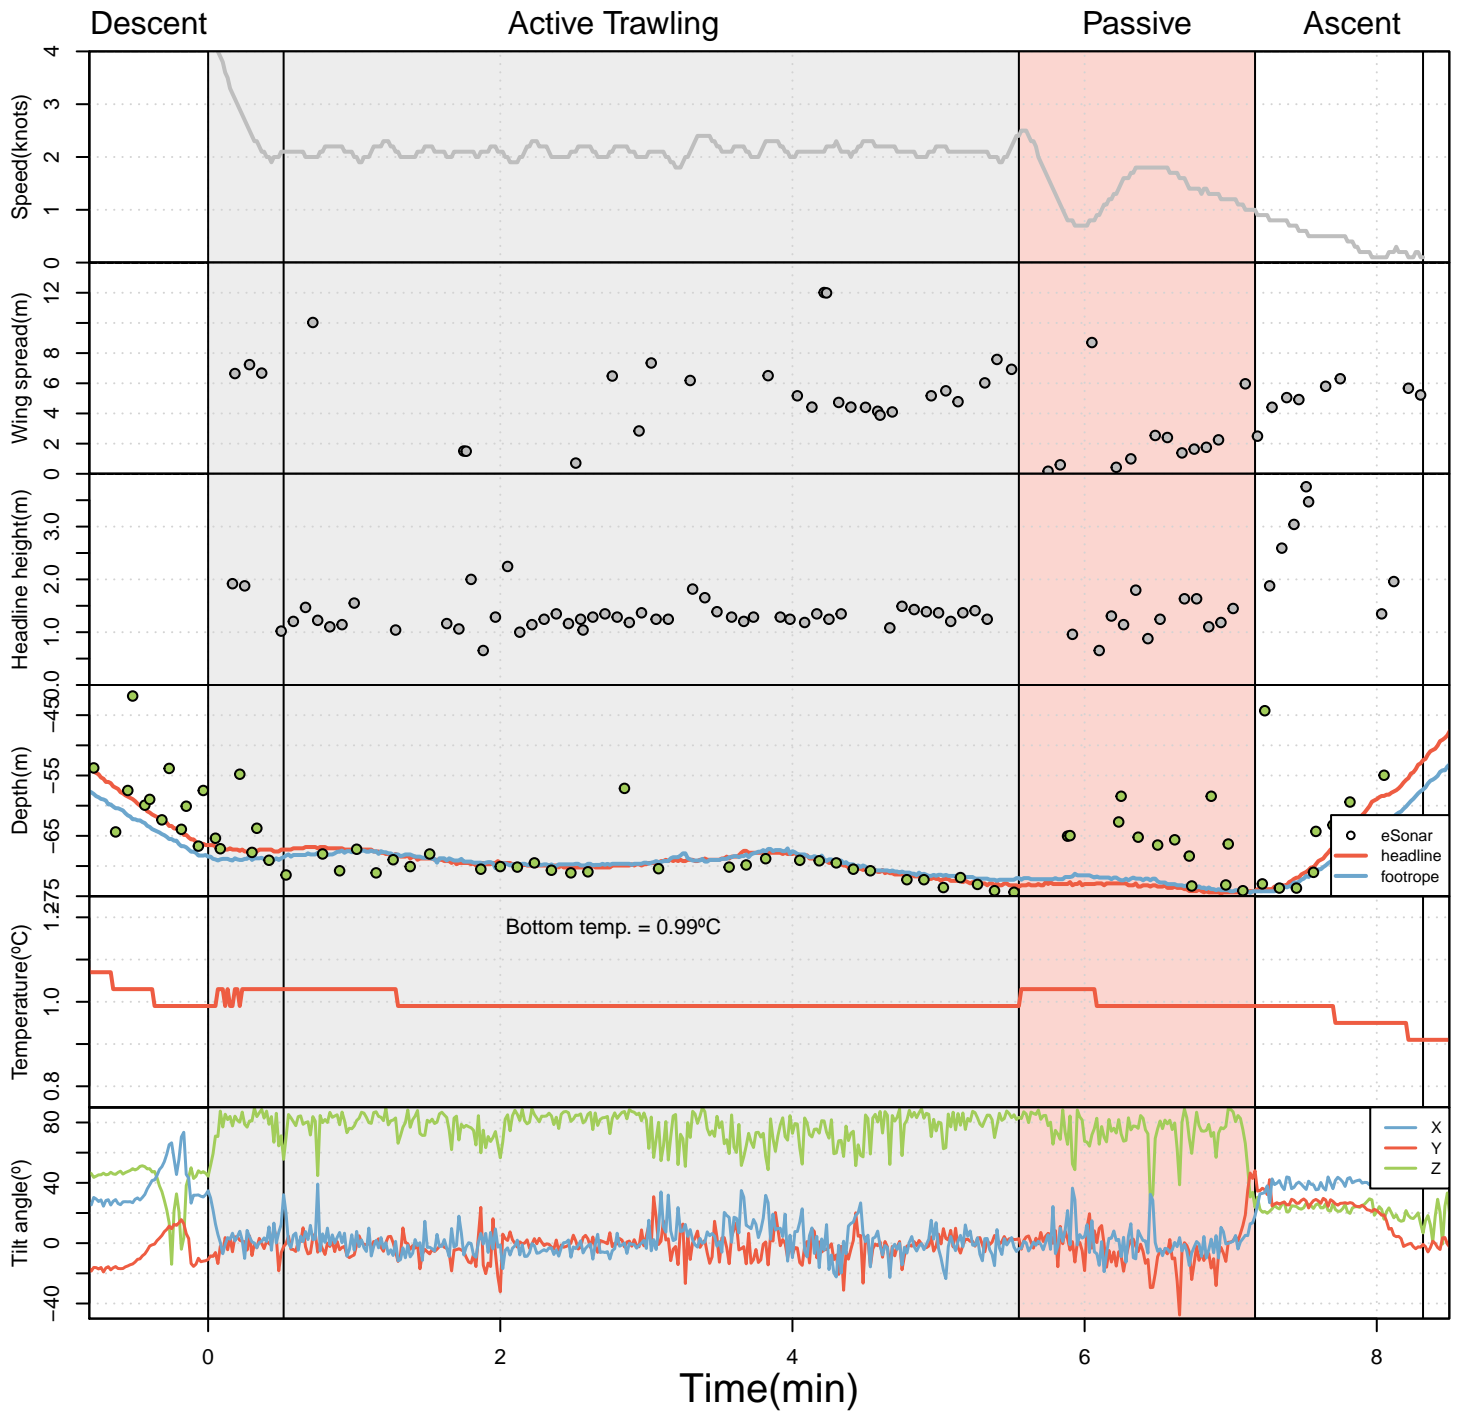 Descent Active Trawling Passive Ascent
Speed(knots)
4
3
2
1
0
Wing spread(m)
12
8
6
4
2
0
Headline height(m)
3.0
2.0
1.0
0.0
Depth(m)
−45
−55
−65
−75
eSonar
headline
footrope
Temperature(ºC)
1.2
1.0
0.8
Bottom temp. = 0.99ºC
Tilt angle(º)
80
40
0
−40
X
Y
Z
0 2 4 6 8
Time(min)